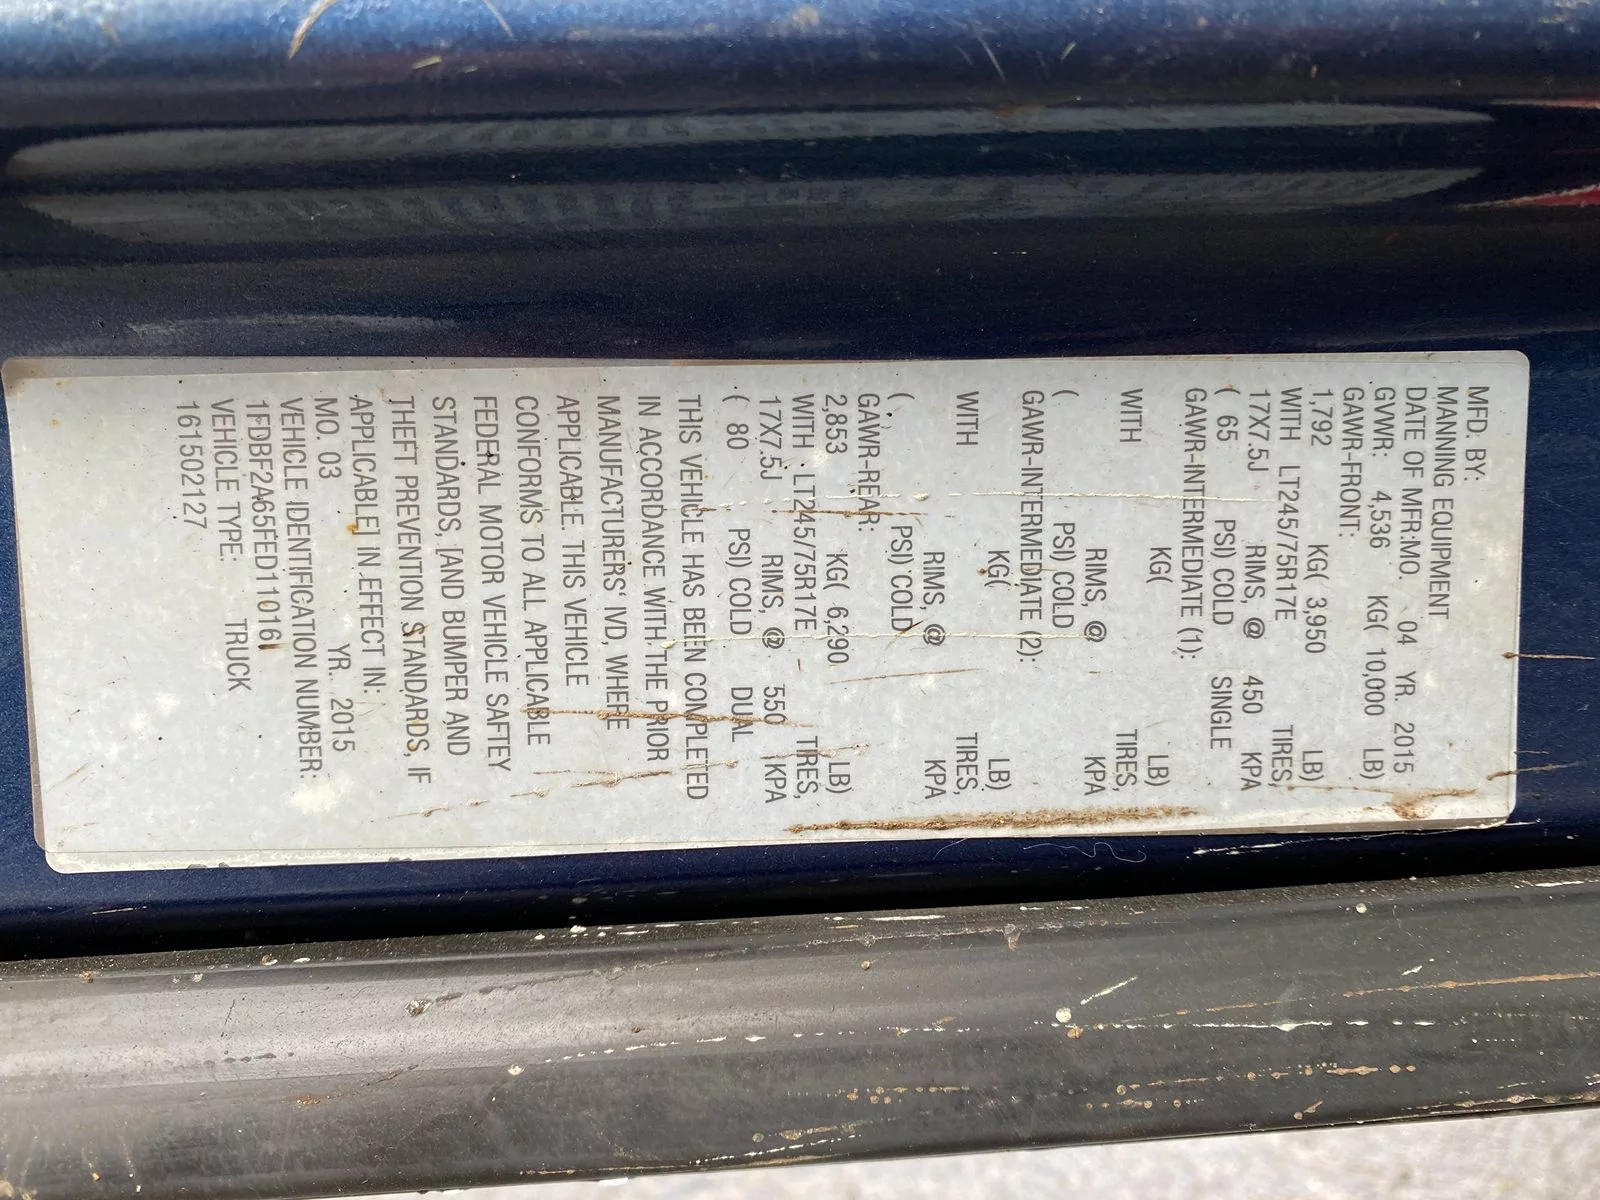 MFD. BY:
MANNING EQUIPMENT
DATE OF MFR:MO. 04 YR. 2015
GVWR: 4,536 KG( 10,000 LB)
GAWR-FRONT:
1,792 KG( 3,950 LB)
WITH LT245/75R17E TIRES,
17X7.5J RIMS, @ 450 KPA
( 65 PSI) COLD SINGLE
GAWR-INTERMEDIATE (1):
KG( LB)
WITH TIRES,
RIMS, @ KPA
( PSI) COLD
GAWR-INTERMEDIATE (2):
KG( LB)
WITH TIRES,
RIMS, @ KPA
( PSI) COLD
GAWR-REAR:
2,853 KG( 6,290 LB)
WITH LT245/75R17E TIRES,
17X7.5J RIMS, @ 550 KPA
( 80 PSI) COLD DUAL
THIS VEHICLE HAS BEEN COMPLETED
IN ACCORDANCE WITH THE PRIOR
MANUFACTURERS' IVD, WHERE
APPLICABLE. THIS VEHICLE
CONFORMS TO ALL APPLICABLE
FEDERAL MOTOR VEHICLE SAFTEY
STANDARDS, [AND BUMPER AND
THEFT PREVENTION STANDARDS, IF
APPLICABLE] IN EFFECT IN:
MO. 03 YR. 2015
VEHICLE IDENTIFICATION NUMBER:
1FDBF2A65FED11016
VEHICLE TYPE: TRUCK
161502127